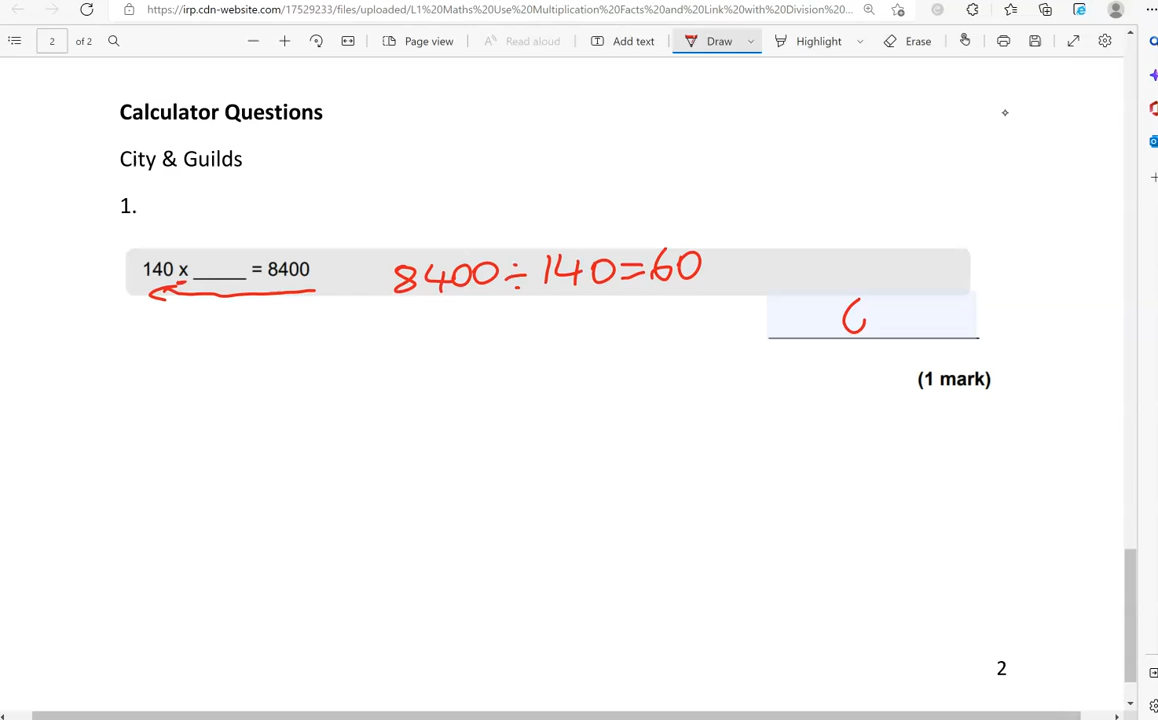 https://irp.cdn-website.com/17529233/files/uploaded/L1%20Maths%20Use%20Multiplication%20Facts%20and%20Link%20with%20Division%20...
2 of 2 Page view Read aloud Add text Draw Highlight Erase
Calculator Questions
City & Guilds
1.
140 x _____ = 8400 8400÷140=60
(1 mark)
2